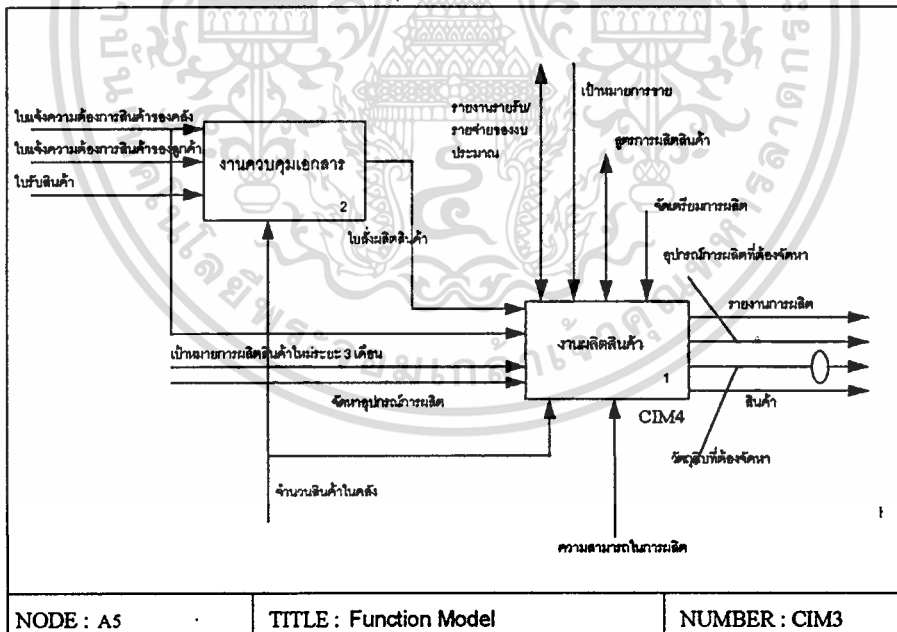 ใบแจ้งความต้องการสินค้าของคลัง
ใบแจ้งความต้องการสินค้าของลูกค้า
ใบรับสินค้า
งานควบคุมเอกสาร
2
ใบสั่งผลิตสินค้า
รายงานรายรับ/
รายจ่ายของงบ
ประมาณ
เป้าหมายการขาย
สูตรการผลิตสินค้า
จัดเตรียมการผลิต
อุปกรณ์การผลิตที่ต้องจัดหา
รายงานการผลิต
เป้าหมายการผลิตสินค้าใหม่ระยะ 3 เดือน
งานผลิตสินค้า
1
จัดหาอุปกรณ์การผลิต
สินค้า
CIM4
วัตถุดิบที่ต้องจัดหา
จำนวนสินค้าในคลัง
ความสามารถในการผลิต
NODE : A5
TITLE : Function Model
NUMBER : CIM3